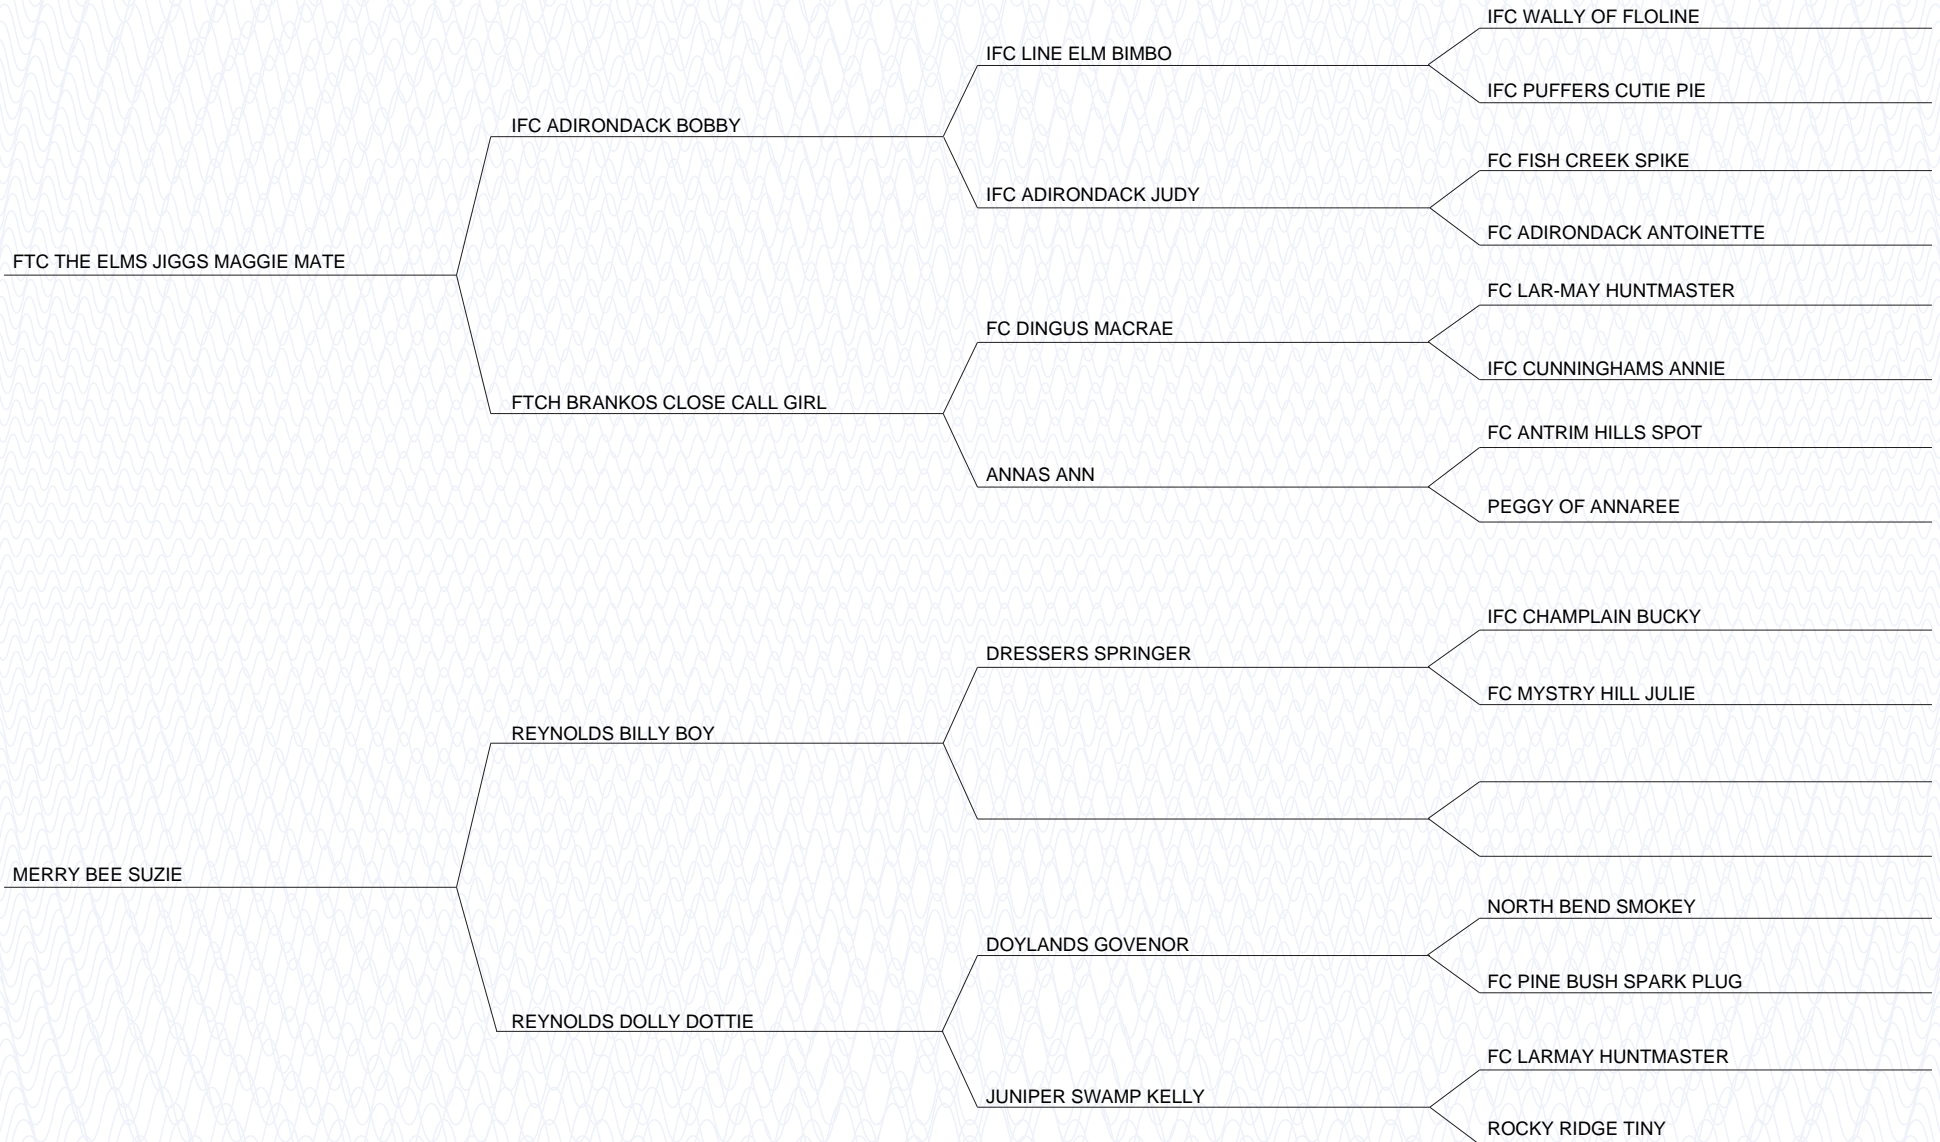 IFC WALLY OF FLOLINE
IFC LINE ELM BIMBO
IFC PUFFERS CUTIE PIE
IFC ADIRONDACK BOBBY
FC FISH CREEK SPIKE
IFC ADIRONDACK JUDY
FC ADIRONDACK ANTOINETTE
FTC THE ELMS JIGGS MAGGIE MATE
FC LAR-MAY HUNTMASTER
FC DINGUS MACRAE
IFC CUNNINGHAMS ANNIE
FTCH BRANKOS CLOSE CALL GIRL
FC ANTRIM HILLS SPOT
ANNAS ANN
PEGGY OF ANNAREE
IFC CHAMPLAIN BUCKY
DRESSERS SPRINGER
FC MYSTRY HILL JULIE
REYNOLDS BILLY BOY
MERRY BEE SUZIE
NORTH BEND SMOKEY
DOYLANDS GOVENOR
FC PINE BUSH SPARK PLUG
REYNOLDS DOLLY DOTTIE
FC LARMAY HUNTMASTER
JUNIPER SWAMP KELLY
ROCKY RIDGE TINY